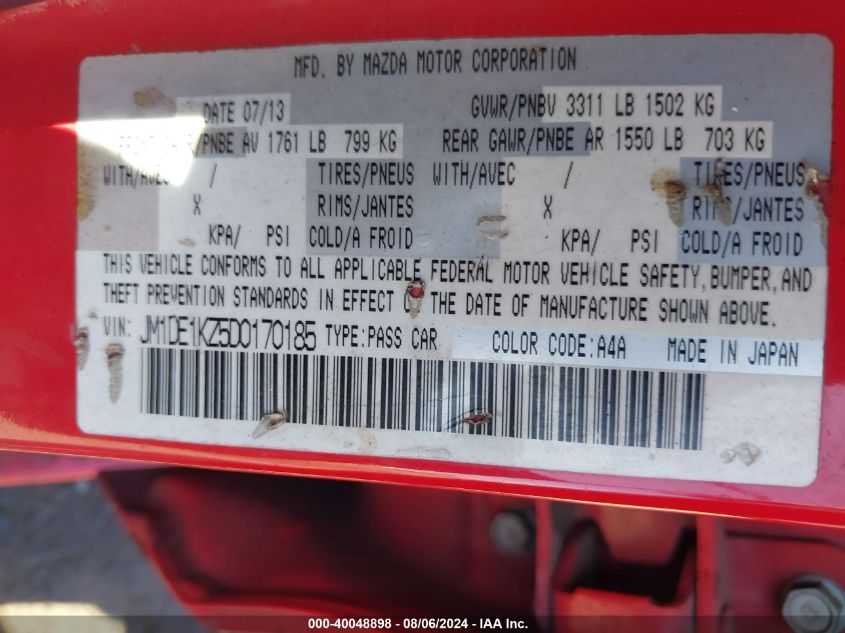 MFD. BY MAZDA MOTOR CORPORATION
DATE 07/13 GVWR/PNBV 3311 LB 1502 KG
/PNBE AV 1761 LB 799 KG REAR GAWR/PNBE AR 1550 LB 703 KG
WITH/AVEC / TIRES/PNEUS WITH/AVEC / TIRES/PNEUS
X RIMS/JANTES X RIMS/JANTES
KPA/ PSI COLD/A FROID KPA/ PSI COLD/A FROID
THIS VEHICLE CONFORMS TO ALL APPLICABLE FEDERAL MOTOR VEHICLE SAFETY, BUMPER, AND
THEFT PREVENTION STANDARDS IN EFFECT ON THE DATE OF MANUFACTURE SHOWN ABOVE.
VIN: JM1DE1KZ5D0170185 TYPE:PASS CAR COLOR CODE:A4A MADE IN JAPAN
000-40048898 - 08/06/2024 - IAA Inc.